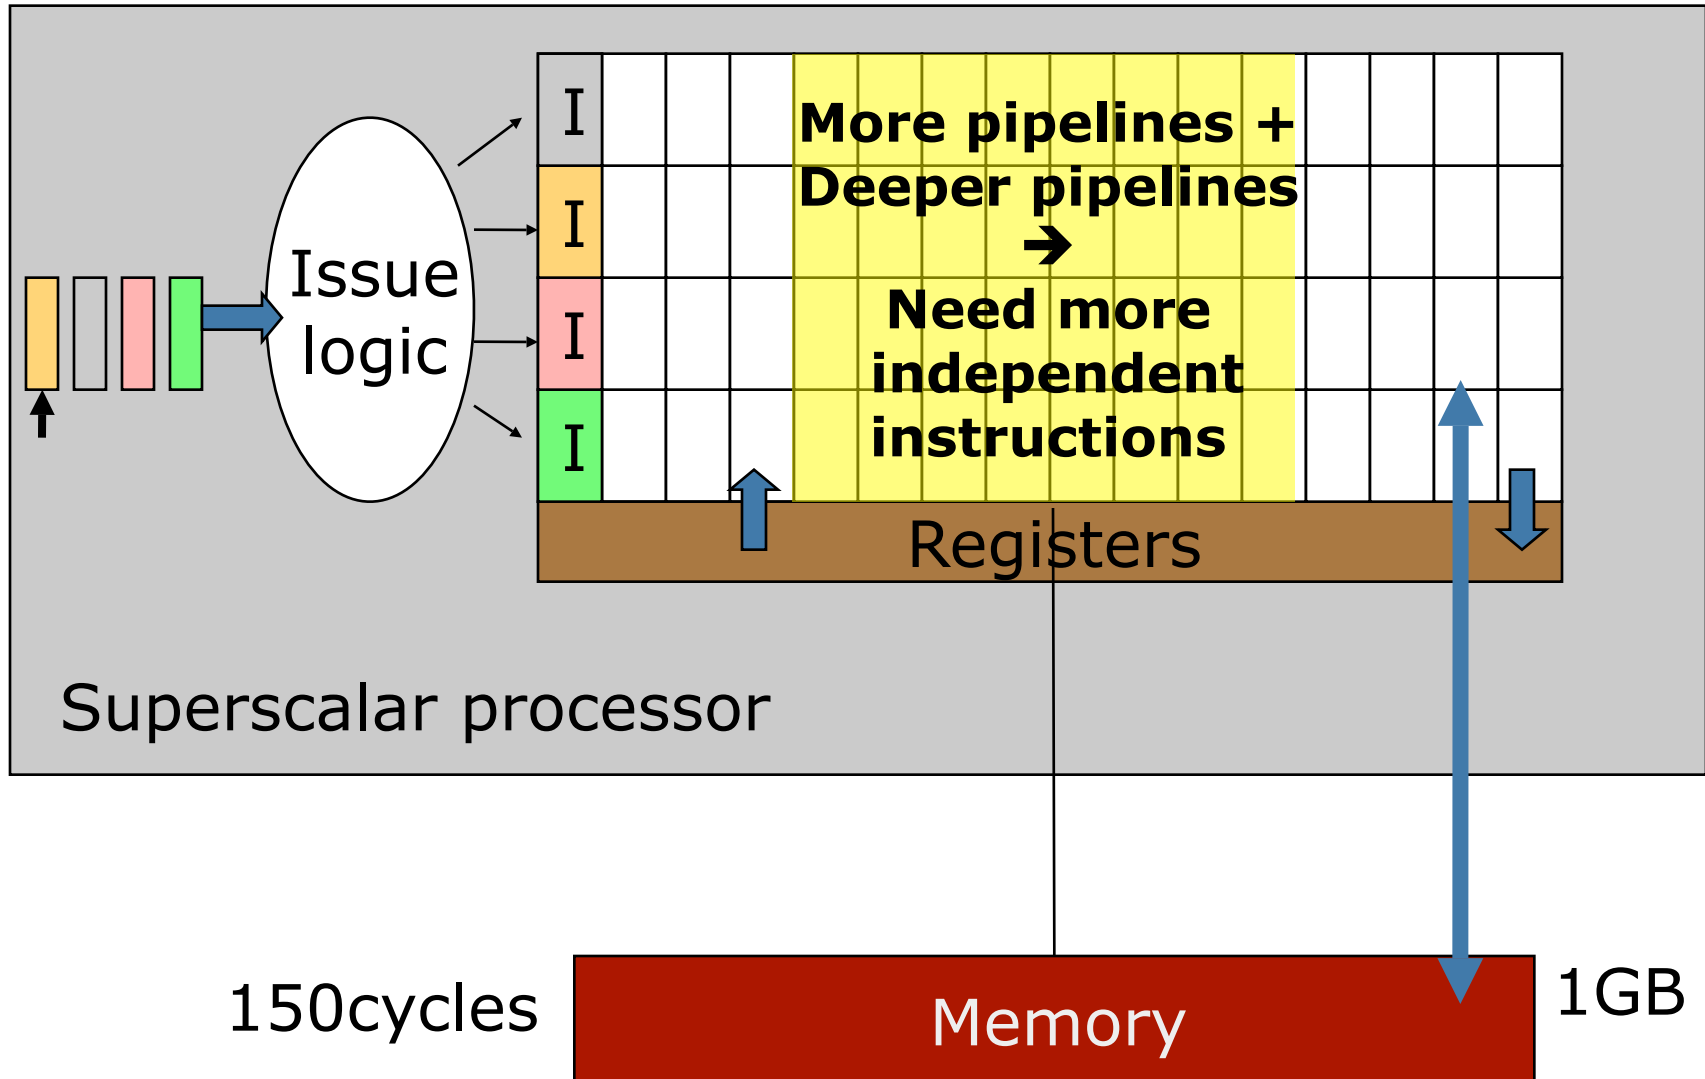 I
More pipelines +
I
Deeper pipelines
➔
Issue
logic
I
Need more
independent
I
instructions
Registers
Superscalar processor
150cycles
Memory
1GB